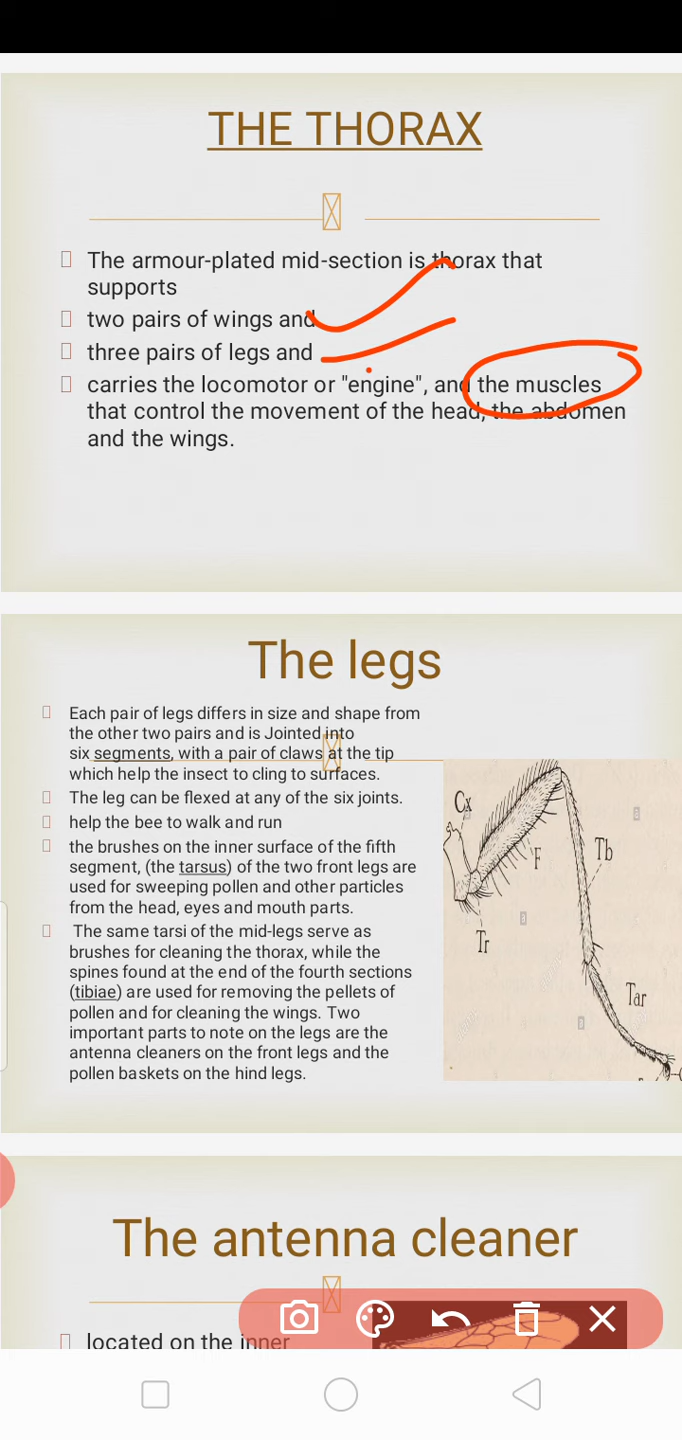 THE THORAX
The armour-plated mid-section is thorax that
supports
two pairs of wings and
three pairs of legs and
carries the locomotor or "engine", and the muscles
that control the movement of the head, the abdomen
and the wings.
The legs
Each pair of legs differs in size and shape from
the other two pairs and is Jointed into
six segments, with a pair of claws at the tip
which help the insect to cling to surfaces.
The leg can be flexed at any of the six joints.
help the bee to walk and run
the brushes on the inner surface of the fifth
segment, (the tarsus) of the two front legs are
used for sweeping pollen and other particles
from the head, eyes and mouth parts.
The same tarsi of the mid-legs serve as
brushes for cleaning the thorax, while the
spines found at the end of the fourth sections
(tibiae) are used for removing the pellets of
pollen and for cleaning the wings. Two
important parts to note on the legs are the
antenna cleaners on the front legs and the
pollen baskets on the hind legs.
Cx
F
Tb
Tr
Tar
The antenna cleaner
located on the inner